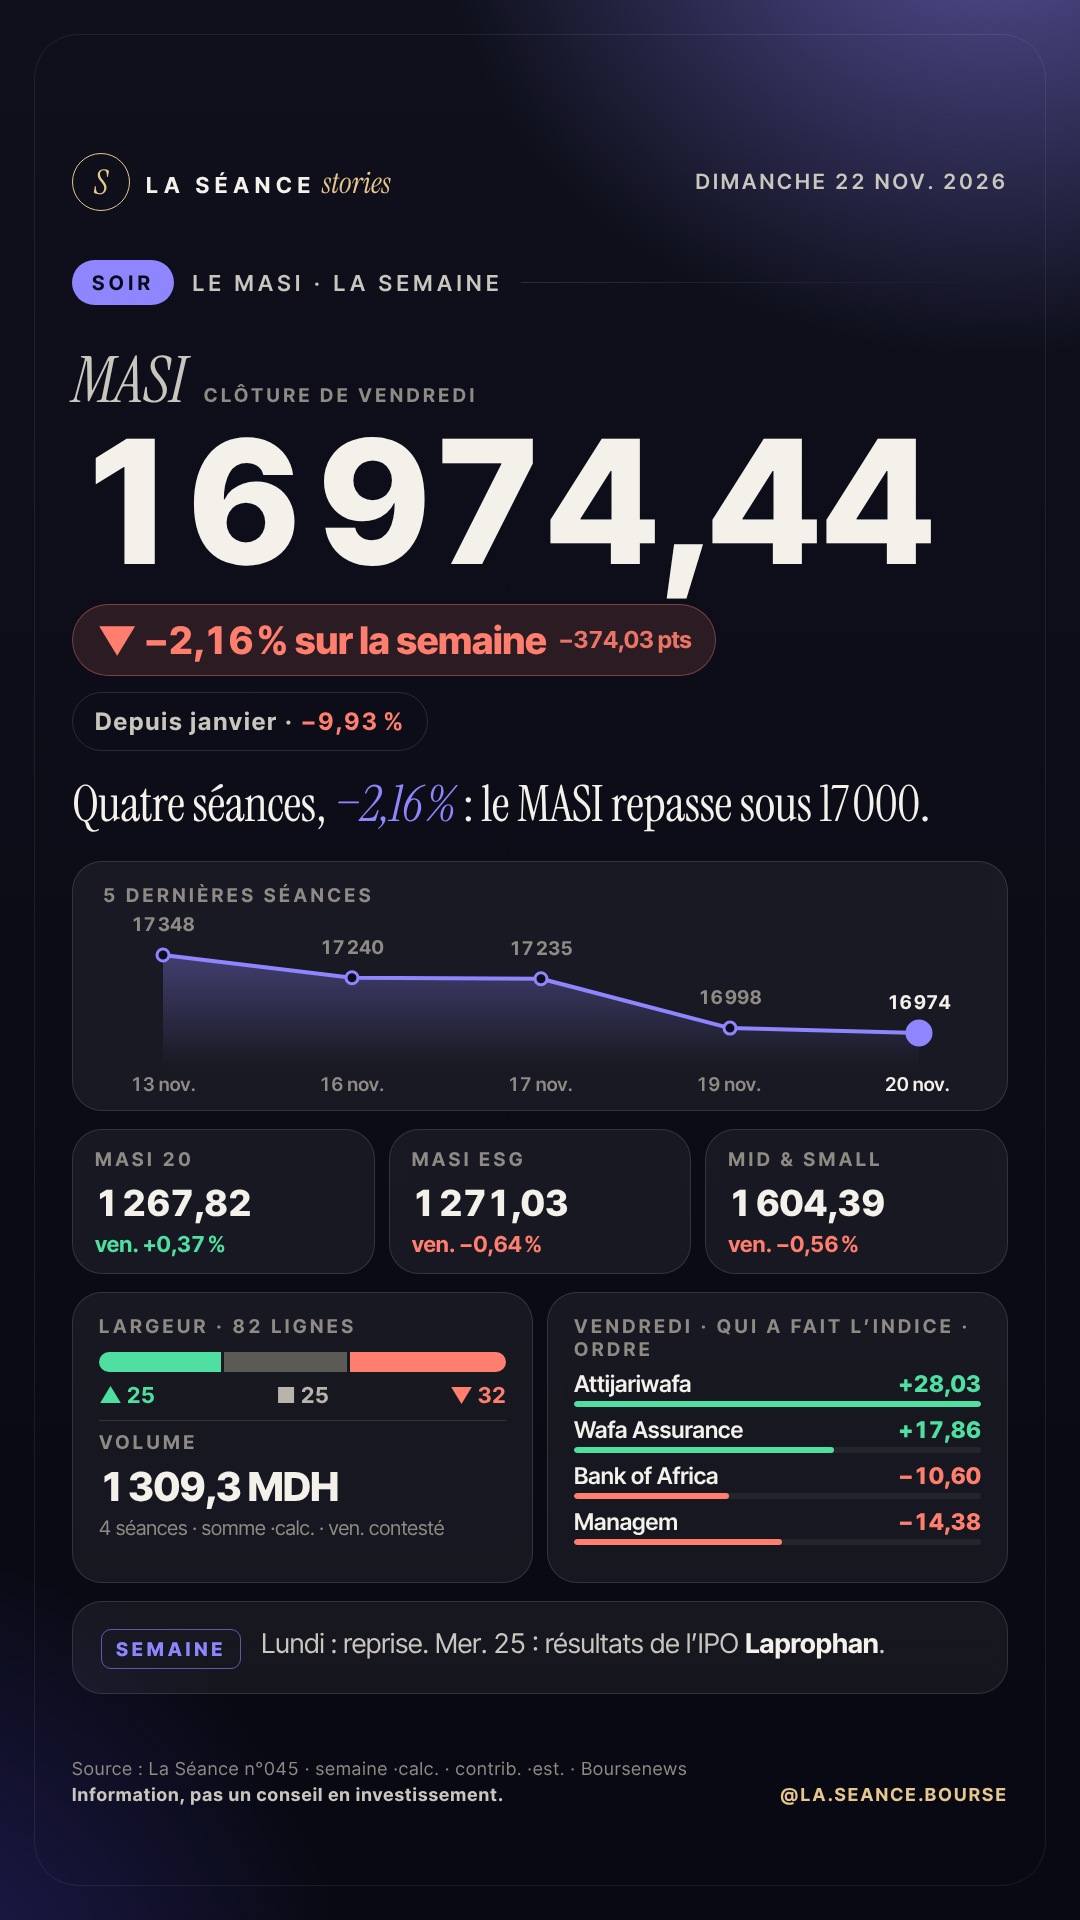 S LA SÉANCE stories
DIMANCHE 22 NOV. 2026
SOIR LE MASI · LA SEMAINE
MASI CLÔTURE DE VENDREDI
16 974,44
▼ −2,16 % sur la semaine −374,03 pts
Depuis janvier · −9,93 %
Quatre séances, −2,16 % : le MASI repasse sous 17 000.
5 DERNIÈRES SÉANCES
17 348 17 240 17 235 16 998 16 974
13 nov. 16 nov. 17 nov. 19 nov. 20 nov.
MASI 20
1 267,82
ven. +0,37 %
MASI ESG
1 271,03
ven. −0,64 %
MID & SMALL
1 604,39
ven. −0,56 %
LARGEUR · 82 LIGNES
▲ 25 ■ 25 ▼ 32
VOLUME
1 309,3 MDH
4 séances · somme ·calc. · ven. contesté
VENDREDI · QUI A FAIT L’INDICE ·
ORDRE
Attijariwafa +28,03
Wafa Assurance +17,86
Bank of Africa −10,60
Managem −14,38
SEMAINE Lundi : reprise. Mer. 25 : résultats de l’IPO Laprophan.
Source : La Séance n°045 · semaine ·calc. · contrib. ·est. · Boursenews
Information, pas un conseil en investissement.
@LA.SEANCE.BOURSE